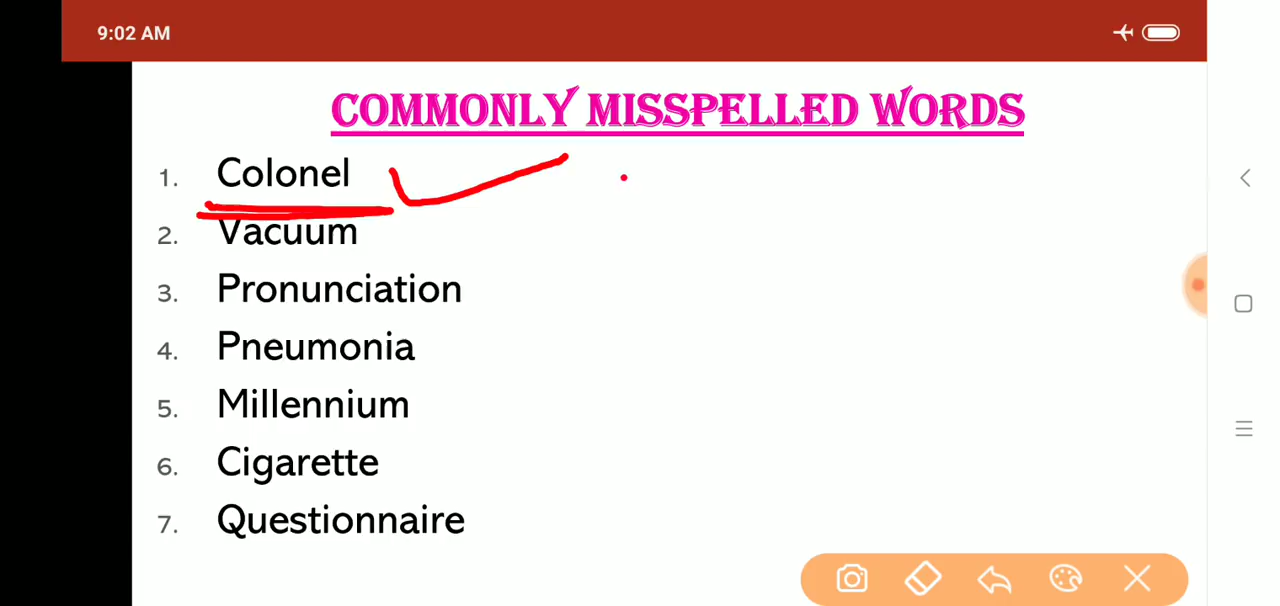 9:02 AM
COMMONLY MISSPELLED WORDS
1. Colonel
2. Vacuum
3. Pronunciation
4. Pneumonia
5. Millennium
6. Cigarette
7. Questionnaire